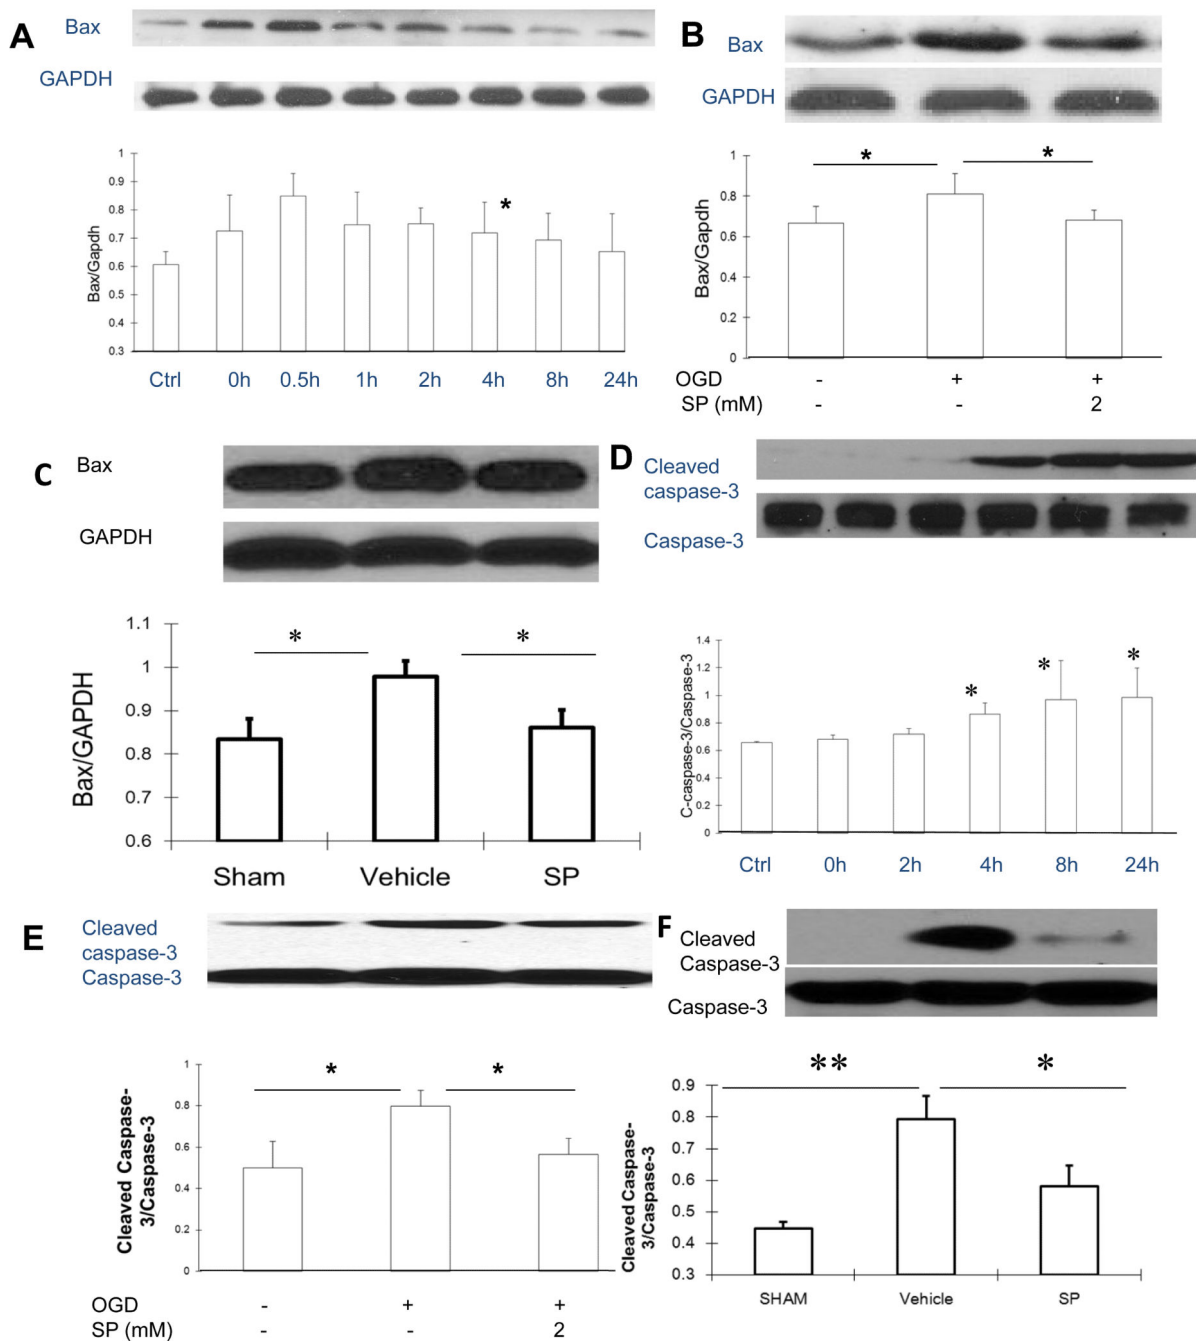 A
Bax
GAPDH
Bax/Gapdh
1
0.9
0.8
0.7
0.6
0.5
0.4
0.3
*
Ctrl 0h 0.5h 1h 2h 4h 8h 24h
B
Bax
GAPDH
Bax/Gapdh
1
0.8
0.6
0.4
0.2
0
* *
OGD - + +
SP (mM) - - 2
C
Bax
GAPDH
Bax/GAPDH
1.1
1
0.9
0.8
0.7
0.6
* *
Sham Vehicle SP
D
Cleaved
caspase-3
Caspase-3
C-caspase-3/Caspase-3
1.4
1.2
1
0.8
0.6
0.4
0.2
0
* * *
Ctrl 0h 2h 4h 8h 24h
E
Cleaved
caspase-3
Caspase-3
Cleaved Caspase-
3/Caspase-3
1
0.8
0.6
0.4
0.2
0
* *
OGD - + +
SP (mM) - - 2
F
Cleaved
Caspase-3
Caspase-3
Cleaved Caspase-
3/Caspase-3
0.9
0.8
0.7
0.6
0.5
0.4
0.3
** *
SHAM Vehicle SP